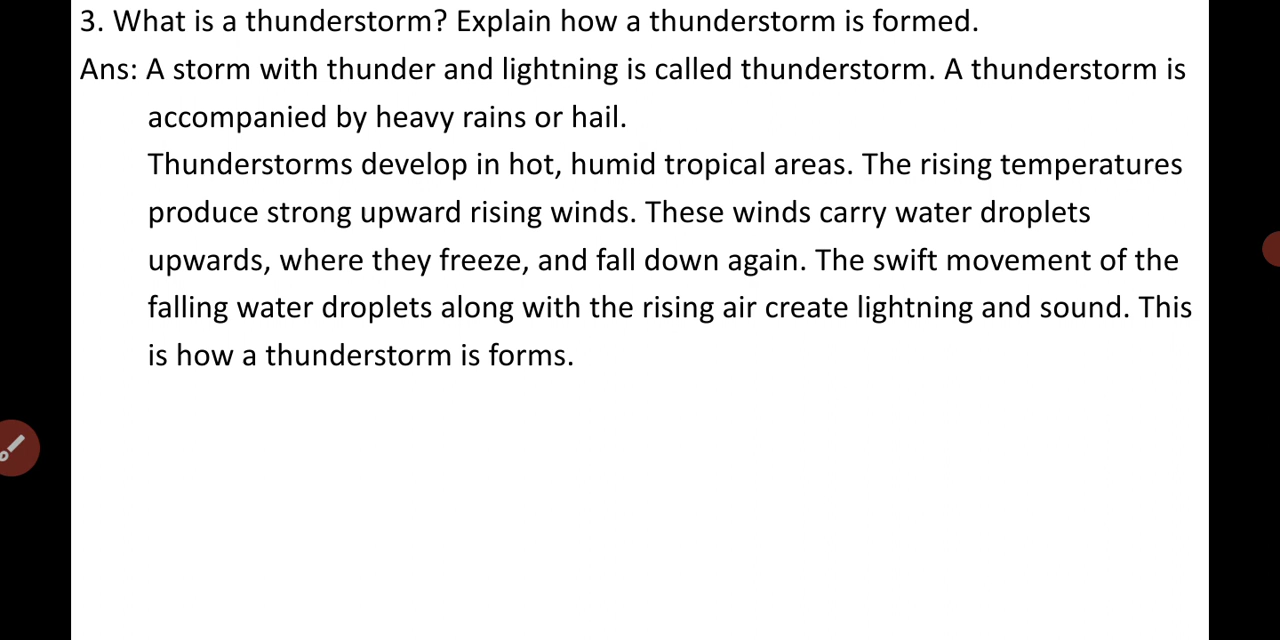 3. What is a thunderstorm? Explain how a thunderstorm is formed.
Ans: A storm with thunder and lightning is called thunderstorm. A thunderstorm is
accompanied by heavy rains or hail.
Thunderstorms develop in hot, humid tropical areas. The rising temperatures
produce strong upward rising winds. These winds carry water droplets
upwards, where they freeze, and fall down again. The swift movement of the
falling water droplets along with the rising air create lightning and sound. This
is how a thunderstorm is forms.